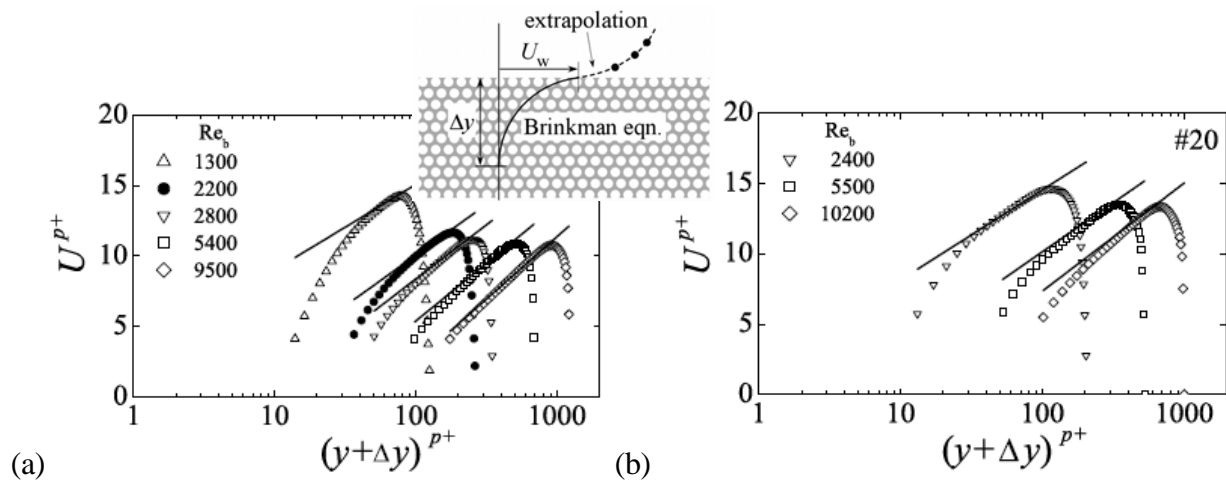 extrapolation
U_w
Δy
Brinkman eqn.
20
15
10
5
0
U^{p+}
Re_b
1300
2200
2800
5400
9500
1
10
100
1000
(y+Δy)^{p+}
(a)
20
15
10
5
0
U^{p+}
Re_b
2400
5500
10200
#20
1
10
100
1000
(y+Δy)^{p+}
(b)